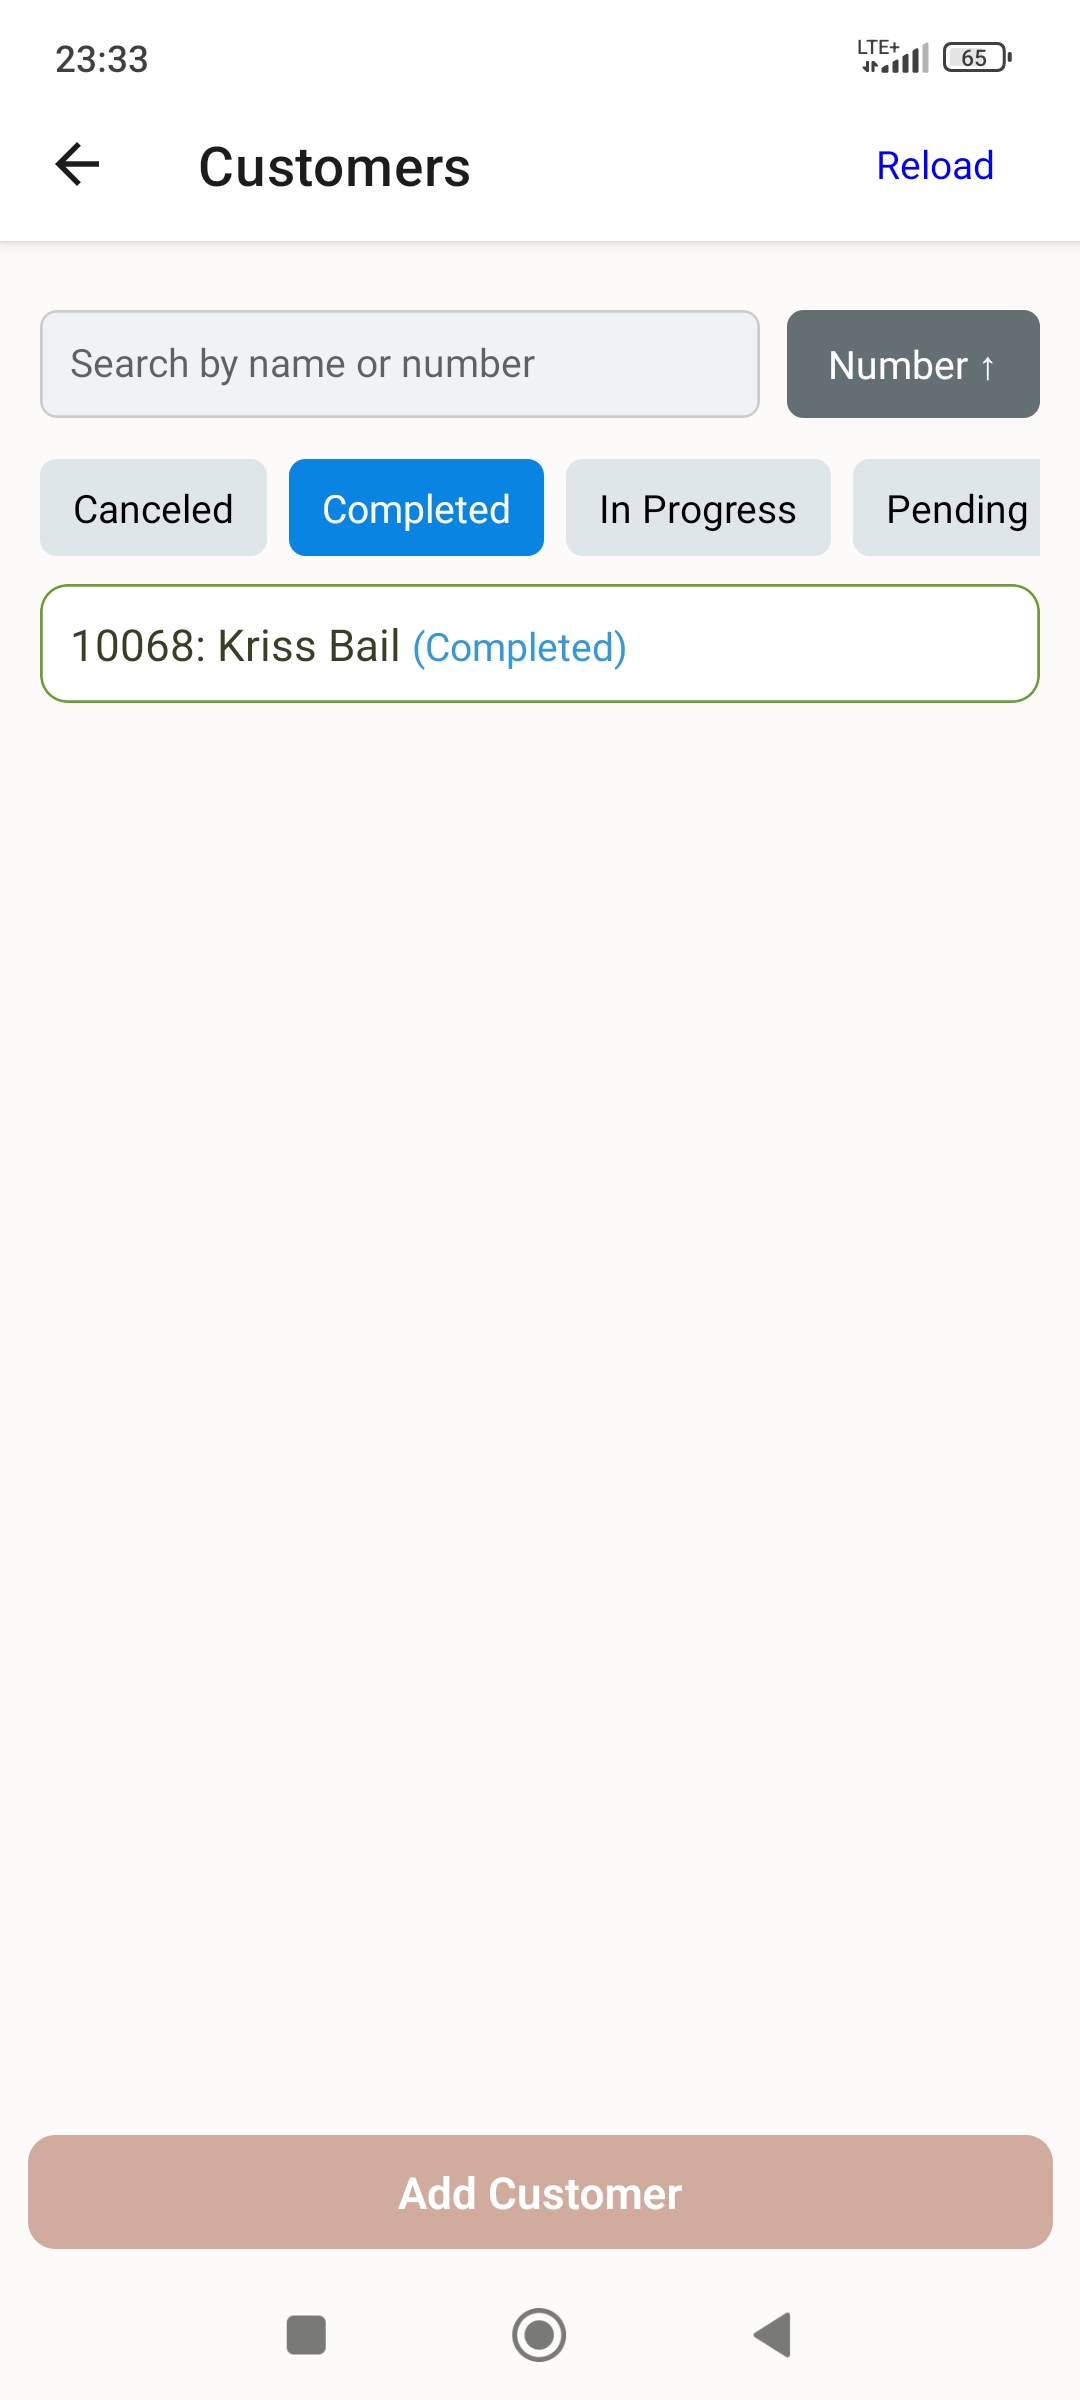 23:33
LTE+ 65
Customers
Reload
Search by name or number
Number ↑
Canceled
Completed
In Progress
Pending
10068: Kriss Bail (Completed)
Add Customer